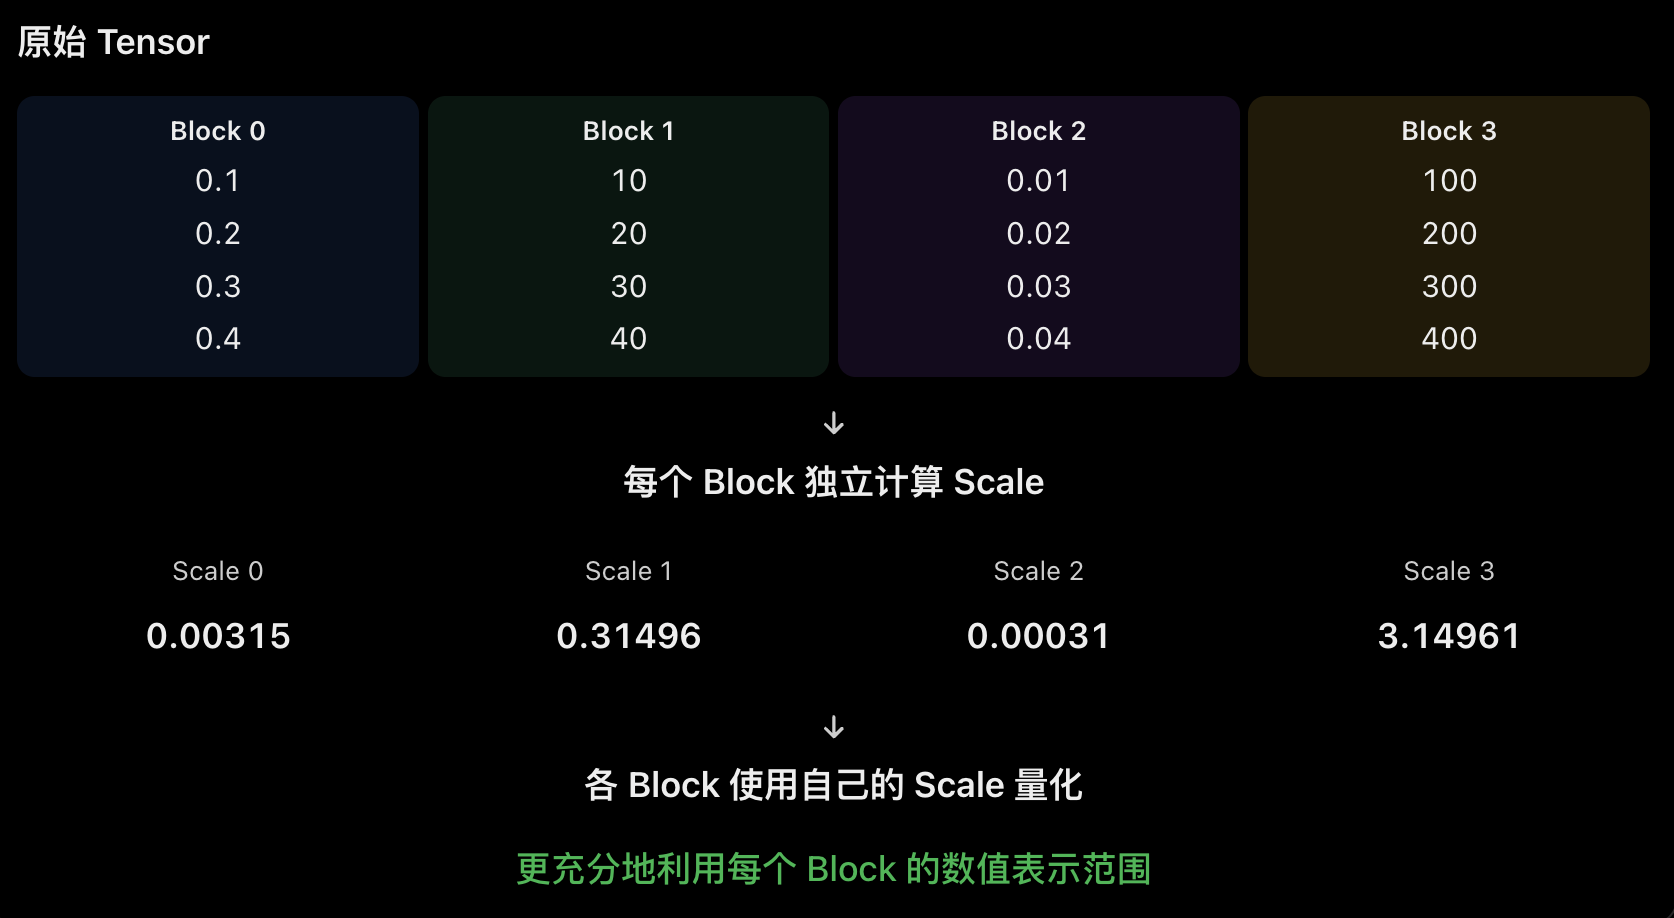 原始 Tensor
Block 0
0.1
0.2
0.3
0.4
Block 1
10
20
30
40
Block 2
0.01
0.02
0.03
0.04
Block 3
100
200
300
400
↓
每个 Block 独立计算 Scale
Scale 0
0.00315
Scale 1
0.31496
Scale 2
0.00031
Scale 3
3.14961
↓
各 Block 使用自己的 Scale 量化
更充分地利用每个 Block 的数值表示范围